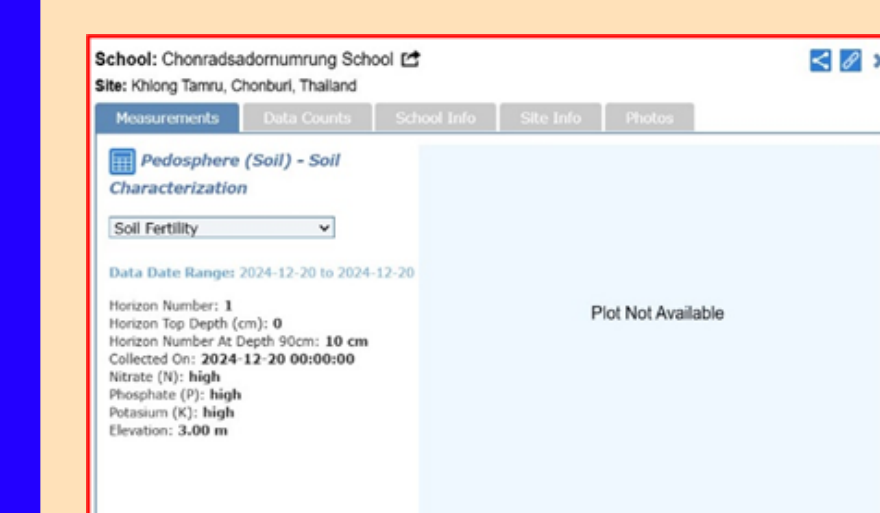 School: Chonradsadornumrung School
Site: Khlong Tamru, Chonburi, Thailand
Measurements Data Counts School Info Site Info Photos
Pedosphere (Soil) - Soil
Characterization
Soil Fertility
Data Date Range: 2024-12-20 to 2024-12-20
Horizon Number: 1
Horizon Top Depth (cm): 0
Horizon Number At Depth 90cm: 10 cm
Collected On: 2024-12-20 00:00:00
Nitrate (N): high
Phosphate (P): high
Potasium (K): high
Elevation: 3.00 m
Plot Not Available